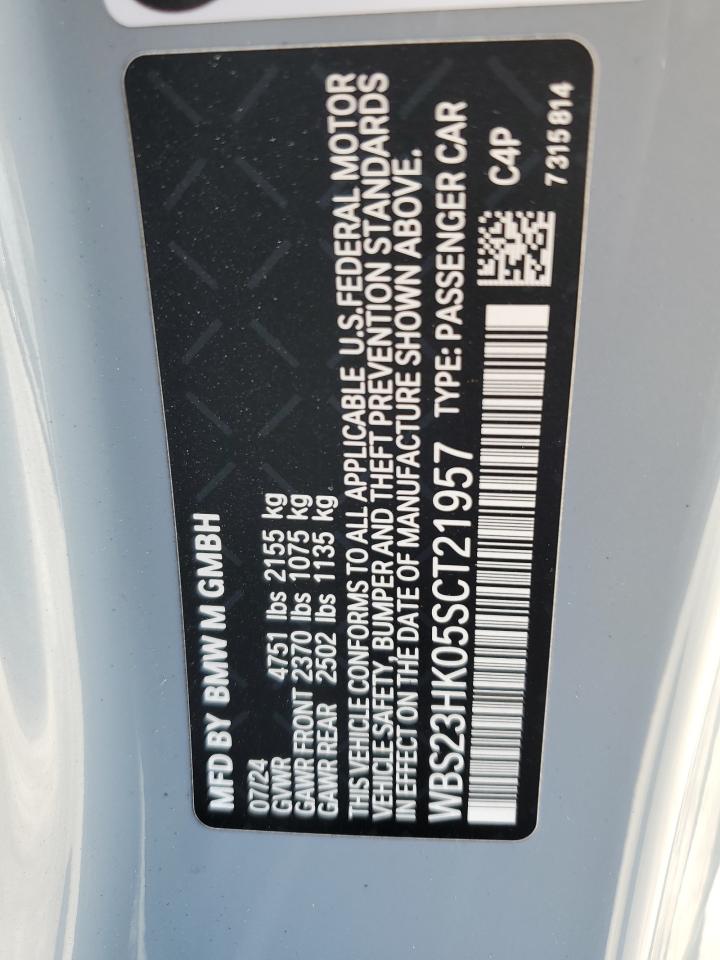 MFD BY BMW M GMBH
07/24
GVWR 4751 lbs 2155 kg
GAWR FRONT 2370 lbs 1075 kg
GAWR REAR 2502 lbs 1135 kg
THIS VEHICLE CONFORMS TO ALL APPLICABLE U.S.FEDERAL MOTOR
VEHICLE SAFETY, BUMPER AND THEFT PREVENTION STANDARDS
IN EFFECT ON THE DATE OF MANUFACTURE SHOWN ABOVE.
WBS23HK05SCT21957 TYPE: PASSENGER CAR
C4P
7315814